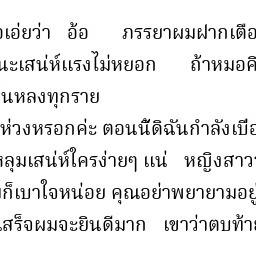 เอ่ยว่า อ้อ ภรรยาผมฝากเตือ
นะเสน่ห์แรงไม่หยอก ถ้าหมอคิ
นหลงทุกราย
ห่วงหรอกค่ะ ตอนนี้ดิฉันกำลังเบื่อ
หลุมเสน่ห์ใครง่ายๆ แน่ หญิงสาวร
ก็เบาใจหน่อย คุณอย่าพยายามอยู่
เสร็จผมจะยินดีมาก เขาว่าตบท้าย